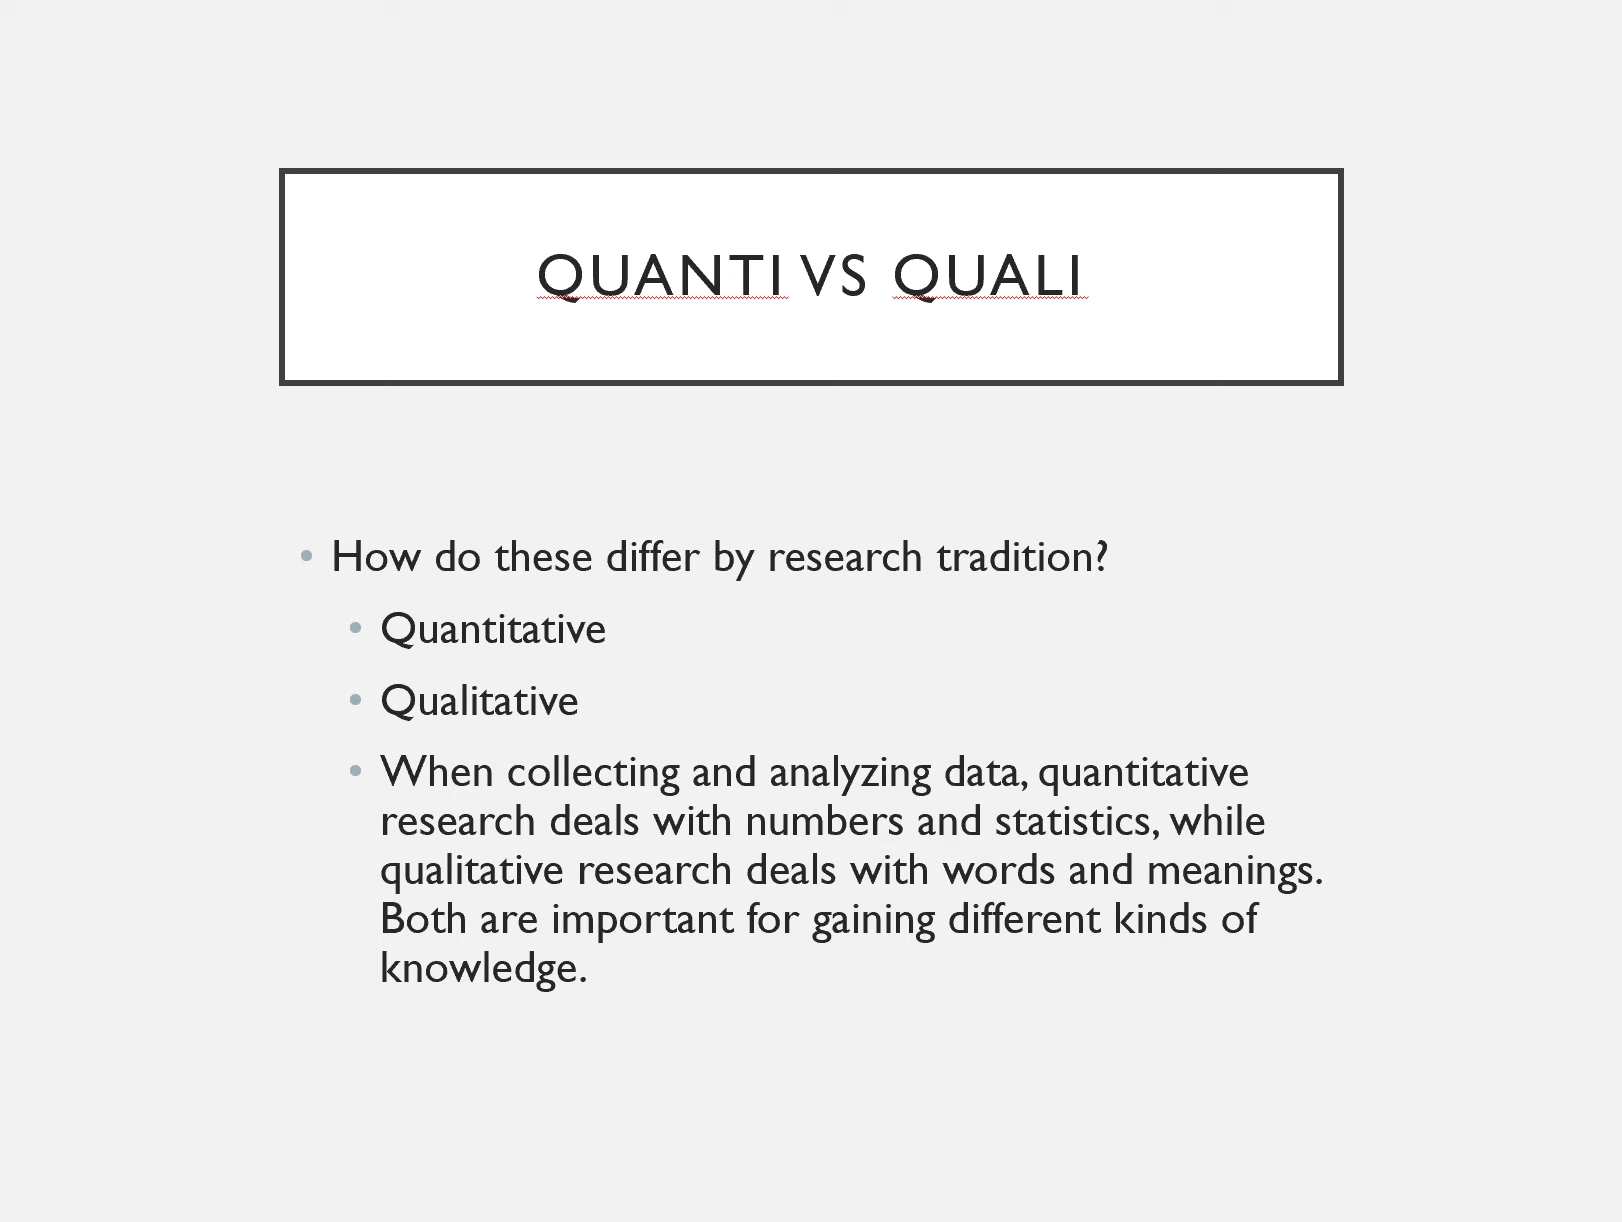 QUANTI VS QUALI
• How do these differ by research tradition?
• Quantitative
• Qualitative
• When collecting and analyzing data, quantitative
research deals with numbers and statistics, while
qualitative research deals with words and meanings.
Both are important for gaining different kinds of
knowledge.